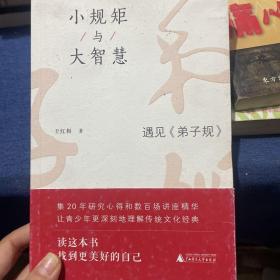 小规矩
与
大智慧
遇见《弟子规》
著
集20年研究心得和数百场讲座精华
让青少年更深刻地理解传统文化经典
读这本书
找到更美好的自己